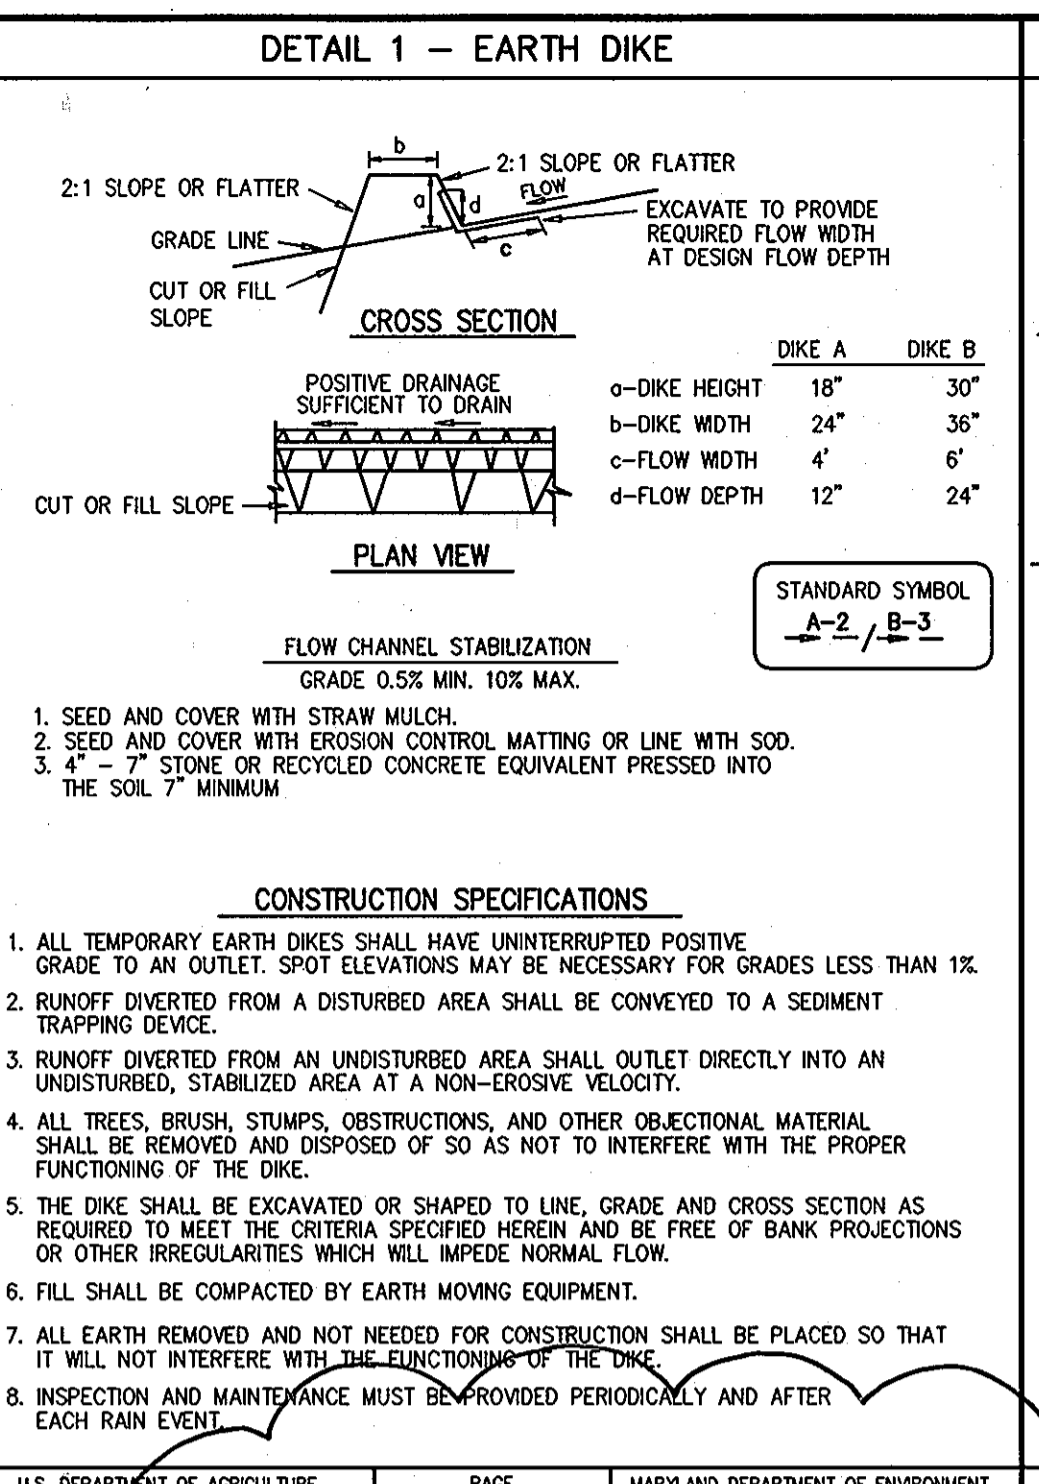 DETAIL 1 – EARTH DIKE
b
2:1 SLOPE OR FLATTER
2:1 SLOPE OR FLATTER
FLOW
a
d
EXCAVATE TO PROVIDE
REQUIRED FLOW WIDTH
AT DESIGN FLOW DEPTH
GRADE LINE
c
CUT OR FILL
SLOPE
CROSS SECTION
DIKE A DIKE B
a–DIKE HEIGHT 18" 30"
b–DIKE WIDTH 24" 36"
c–FLOW WIDTH 4' 6'
d–FLOW DEPTH 12" 24"
POSITIVE DRAINAGE
SUFFICIENT TO DRAIN
CUT OR FILL SLOPE
PLAN VIEW
STANDARD SYMBOL
A–2 / B–3
FLOW CHANNEL STABILIZATION
GRADE 0.5% MIN. 10% MAX.
1. SEED AND COVER WITH STRAW MULCH.
2. SEED AND COVER WITH EROSION CONTROL MATTING OR LINE WITH SOD.
3. 4" – 7" STONE OR RECYCLED CONCRETE EQUIVALENT PRESSED INTO
THE SOIL 7" MINIMUM
CONSTRUCTION SPECIFICATIONS
1. ALL TEMPORARY EARTH DIKES SHALL HAVE UNINTERRUPTED POSITIVE
GRADE TO AN OUTLET. SPOT ELEVATIONS MAY BE NECESSARY FOR GRADES LESS THAN 1%.
2. RUNOFF DIVERTED FROM A DISTURBED AREA SHALL BE CONVEYED TO A SEDIMENT
TRAPPING DEVICE.
3. RUNOFF DIVERTED FROM AN UNDISTURBED AREA SHALL OUTLET DIRECTLY INTO AN
UNDISTURBED, STABILIZED AREA AT A NON–EROSIVE VELOCITY.
4. ALL TREES, BRUSH, STUMPS, OBSTRUCTIONS, AND OTHER OBJECTIONAL MATERIAL
SHALL BE REMOVED AND DISPOSED OF SO AS NOT TO INTERFERE WITH THE PROPER
FUNCTIONING OF THE DIKE.
5. THE DIKE SHALL BE EXCAVATED OR SHAPED TO LINE, GRADE AND CROSS SECTION AS
REQUIRED TO MEET THE CRITERIA SPECIFIED HEREIN AND BE FREE OF BANK PROJECTIONS
OR OTHER IRREGULARITIES WHICH WILL IMPEDE NORMAL FLOW.
6. FILL SHALL BE COMPACTED BY EARTH MOVING EQUIPMENT.
7. ALL EARTH REMOVED AND NOT NEEDED FOR CONSTRUCTION SHALL BE PLACED SO THAT
IT WILL NOT INTERFERE WITH THE FUNCTIONING OF THE DIKE.
8. INSPECTION AND MAINTENANCE MUST BE PROVIDED PERIODICALLY AND AFTER
EACH RAIN EVENT.
U.S. DEPARTMENT OF AGRICULTURE PAGE MARYLAND DEPARTMENT OF ENVIRONMENT